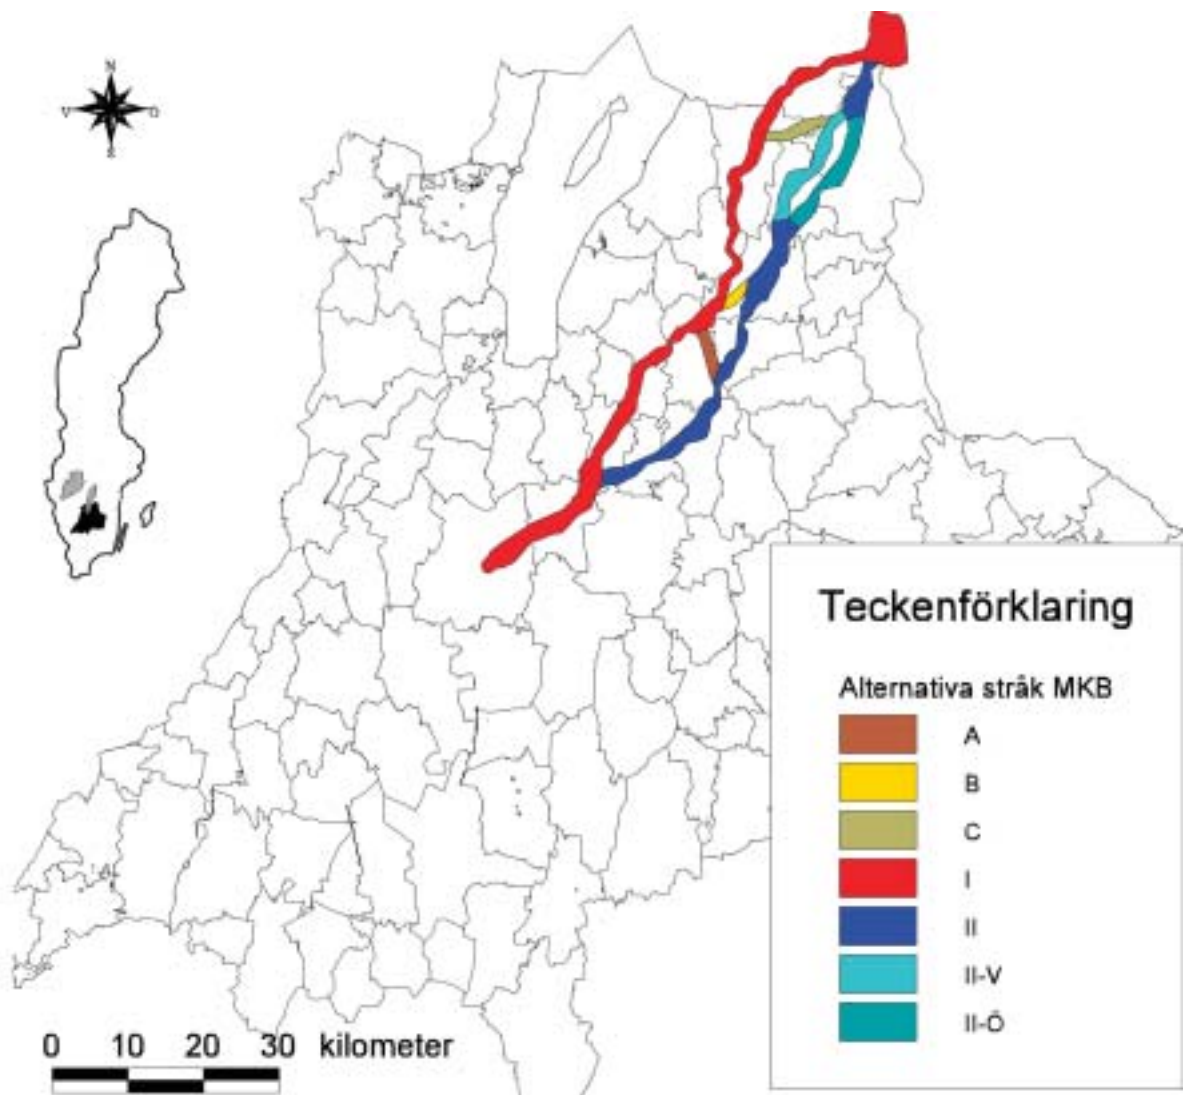 N
V
O
S
Teckenförklaring
Alternativa stråk MKB
A
B
C
I
II
II-V
II-Ö
0 10 20 30 kilometer